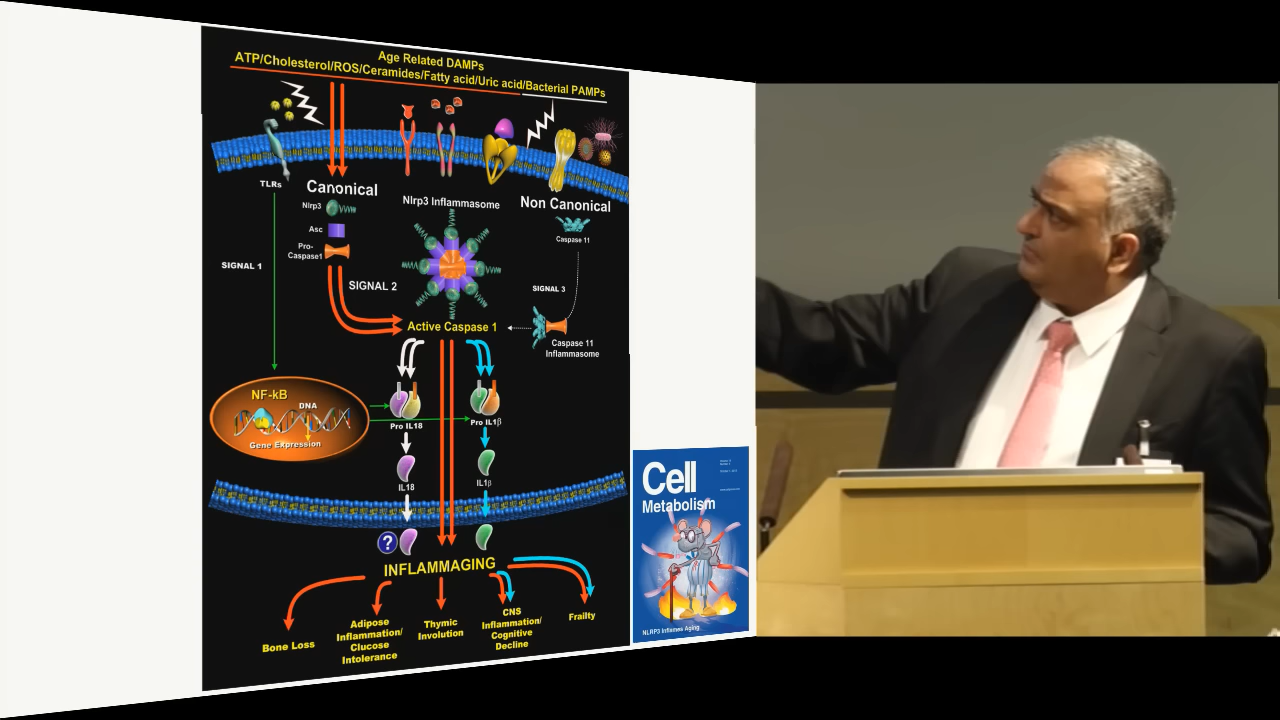 Age Related DAMPs
ATP/Cholesterol/ROS/Ceramides/Fatty acid/Uric acid/Bacterial PAMPs
TLRs
Canonical
Nlrp3 Inflammasome
Non Canonical
Nlrp3
Asc
Pro-
Caspase1
Caspase 11
SIGNAL 1
SIGNAL 2
SIGNAL 3
Active Caspase 1
Caspase 11
Inflammasome
NF-kB
DNA
Gene Expression
Pro IL18
Pro IL1β
IL18
IL1β
?
INFLAMMAGING
Bone Loss
Adipose
Inflammation/
Glucose
Intolerance
Thymic
Involution
CNS
Inflammation/
Cognitive
Decline
Frailty
Cell
Metabolism
NLRP3 Inflames Aging